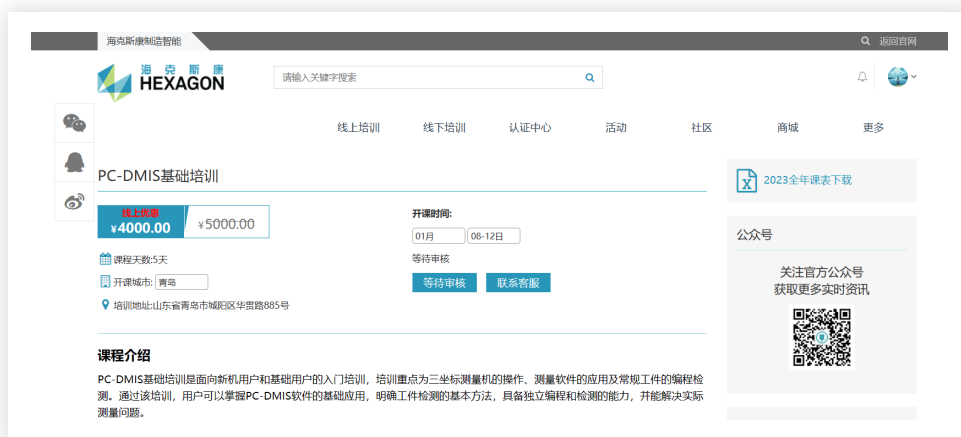 海克斯康制造智能
返回官网
海克斯康
HEXAGON
请输入关键字搜索
线上培训 线下培训 认证中心 活动 社区 商城 更多
PC-DMIS基础培训
线上优惠
¥4000.00
¥5000.00
课程天数:5天
开课城市: 青岛
培训地址:山东省青岛市城阳区华贯路885号
开课时间:
01月 08-12日
等待审核
等待审核 联系客服
课程介绍
PC-DMIS基础培训是面向新机用户和基础用户的入门培训，培训重点为三坐标测量机的操作、测量软件的应用及常规工件的编程检
测。通过该培训，用户可以掌握PC-DMIS软件的基础应用，明确工件检测的基本方法，具备独立编程和检测的能力，并能解决实际
测量问题。
2023全年课表下载
公众号
关注官方公众号
获取更多实时资讯